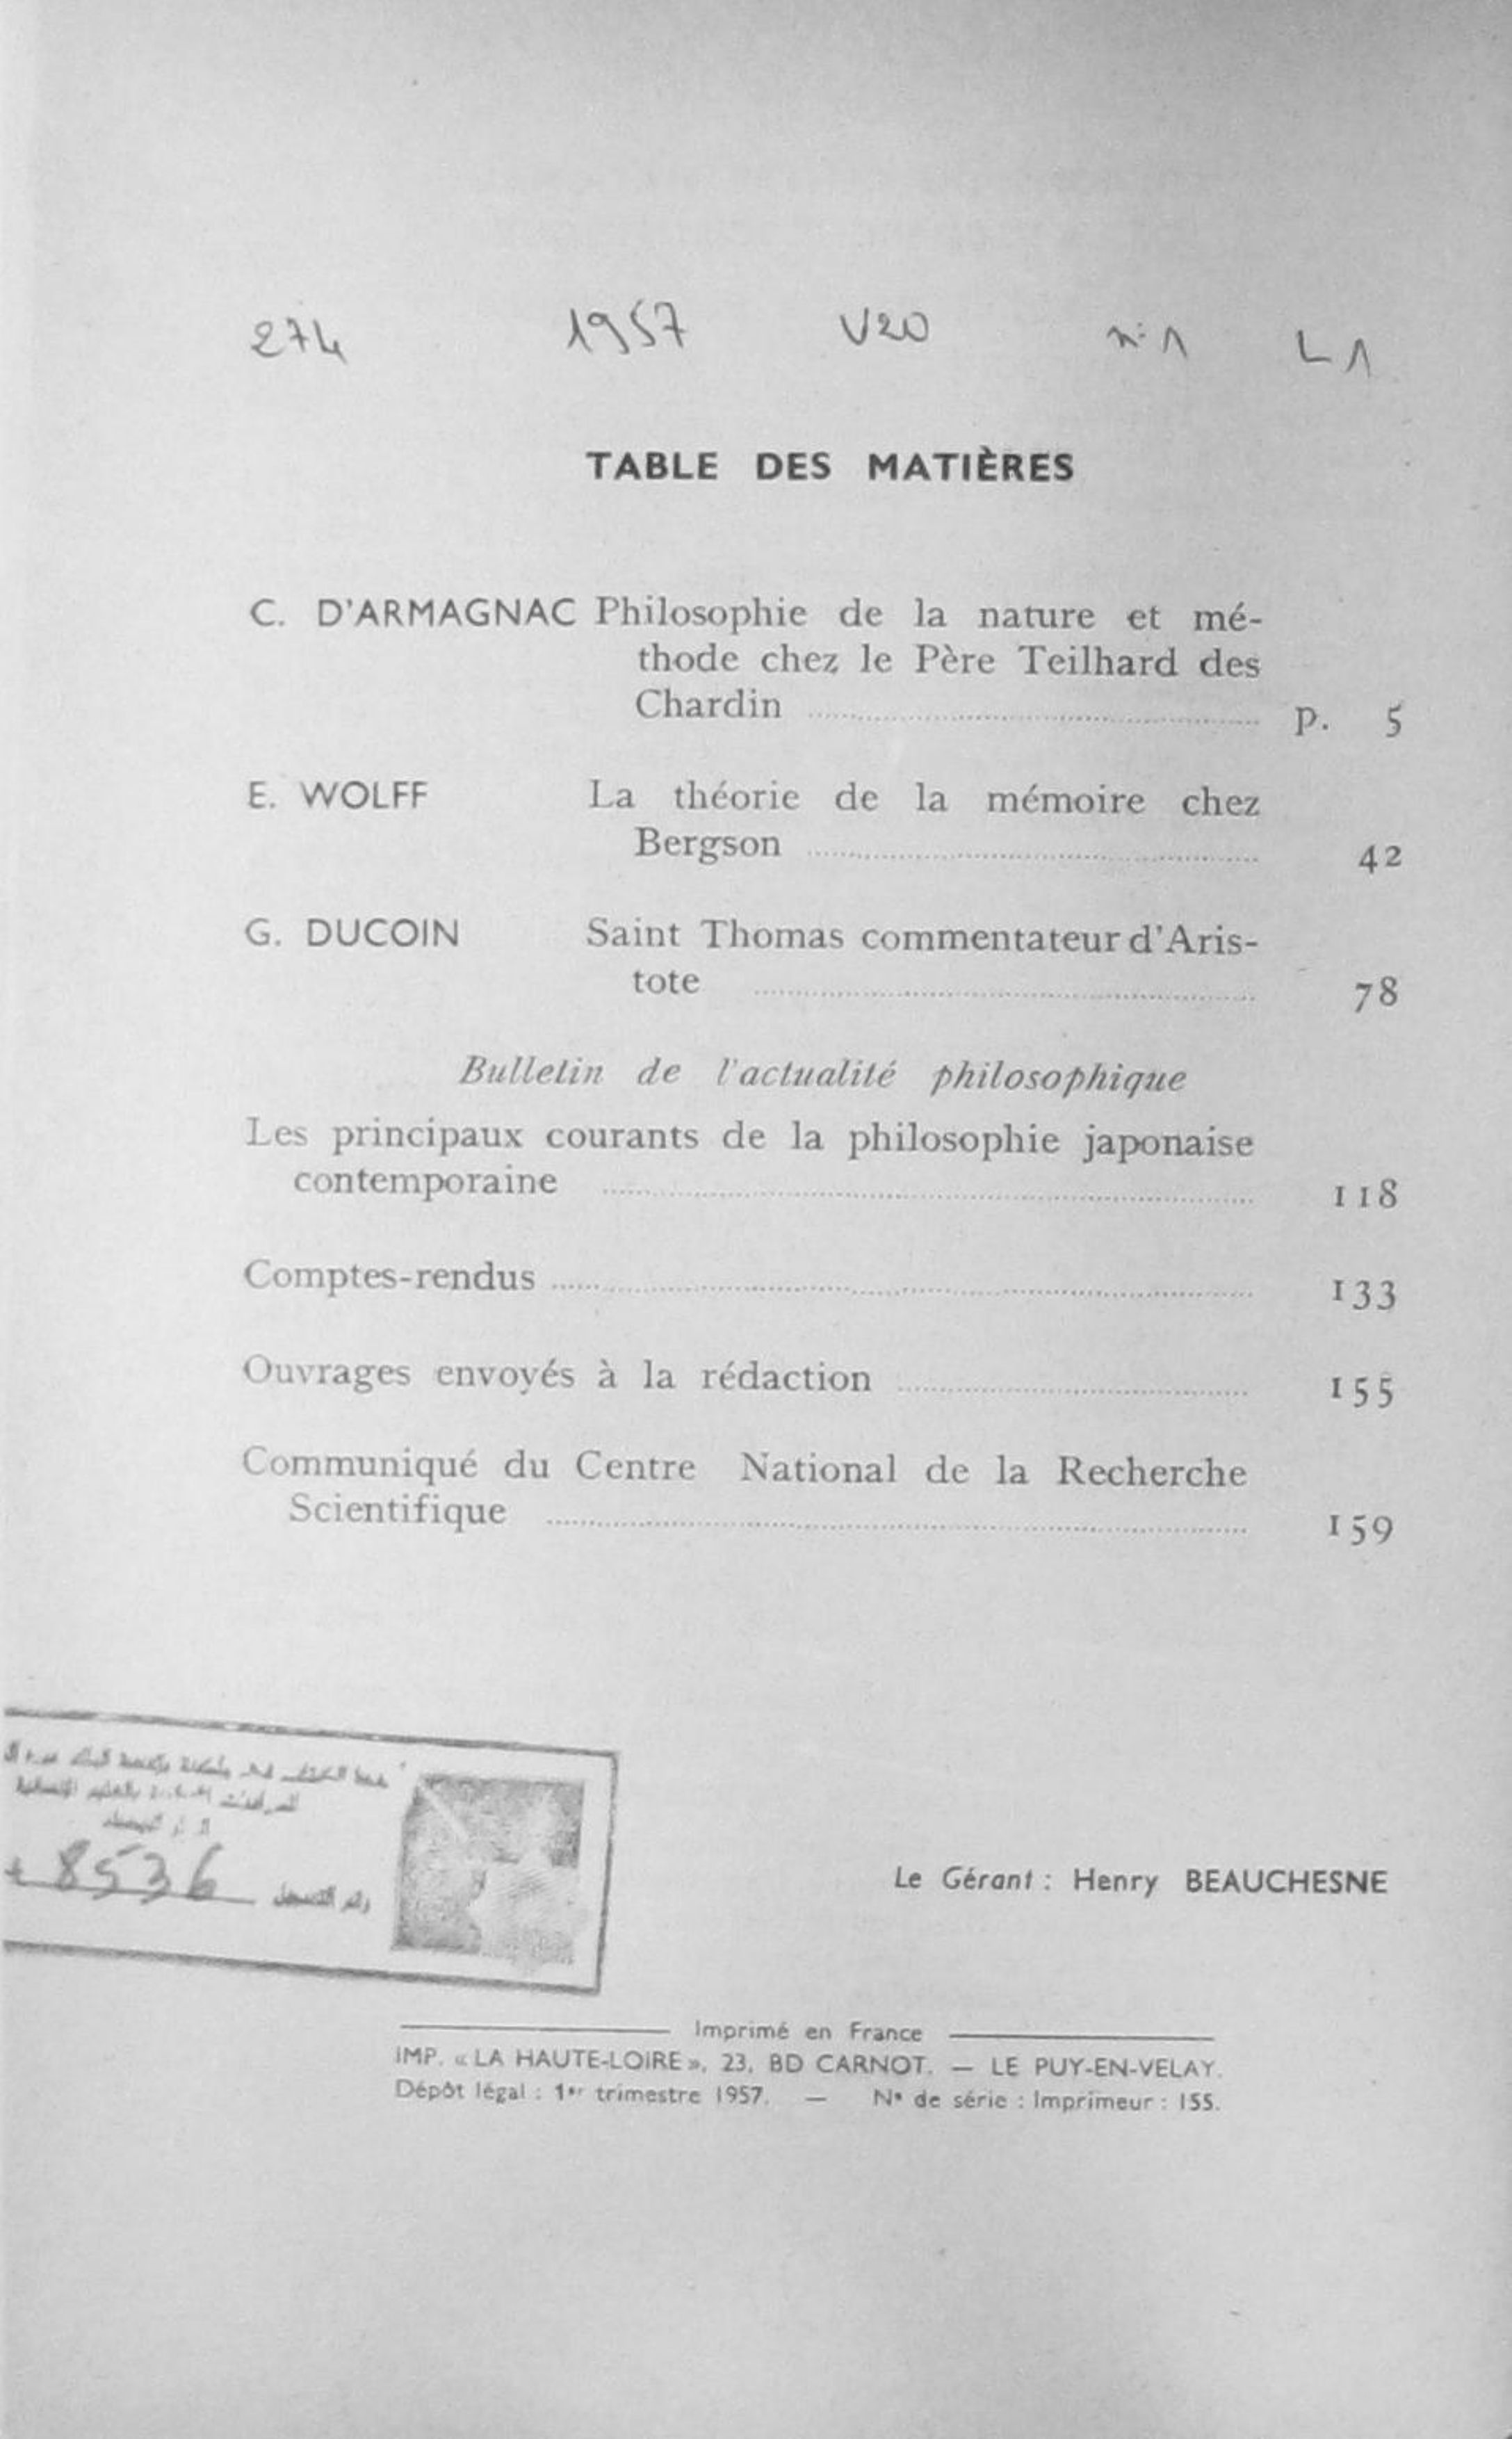 274 1957 V20 n°1 L1
TABLE DES MATIÈRES
C. D'ARMAGNAC Philosophie de la nature et mé-
thode chez le Père Teilhard des
Chardin p. 5
E. WOLFF La théorie de la mémoire chez
Bergson 42
G. DUCOIN Saint Thomas commentateur d'Aris-
tote 78
Bulletin de l'actualité philosophique
Les principaux courants de la philosophie japonaise
contemporaine 118
Comptes-rendus 133
Ouvrages envoyés à la rédaction 155
Communiqué du Centre National de la Recherche
Scientifique 159
8536 رقم التسجيل
Le Gérant : Henry BEAUCHESNE
Imprimé en France
IMP. « LA HAUTE-LOIRE », 23, BD CARNOT. — LE PUY-EN-VELAY.
Dépôt légal : 1er trimestre 1957. — N° de série : Imprimeur : 155.